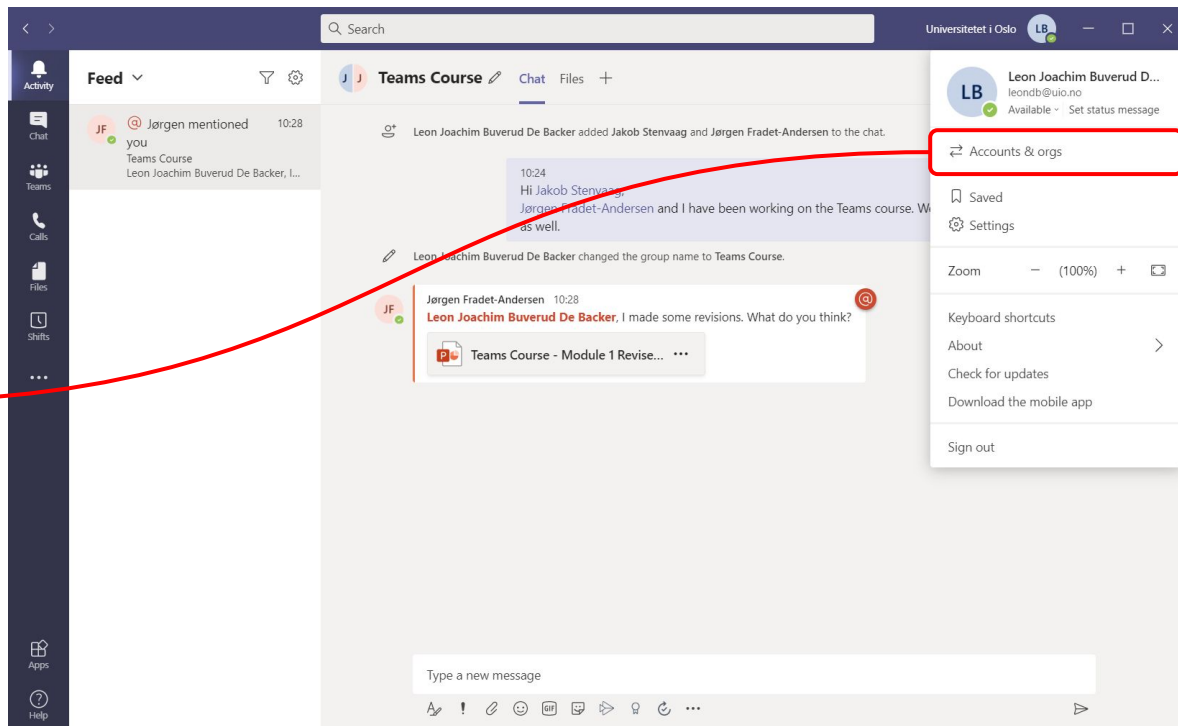 Search
Universitetet i Oslo
LB
Activity
Chat
Teams
Calls
Files
Shifts
Apps
Help
Feed
JF
@ Jørgen mentioned 10:28
you
Teams Course
Leon Joachim Buverud De Backer, I...
J J Teams Course Chat Files
Leon Joachim Buverud De Backer added Jakob Stenvaag and Jørgen Fradet-Andersen to the chat.
10:24
Hi Jakob Stenvaag,
Jørgen Fradet-Andersen and I have been working on the Teams course.
as well.
Leon Joachim Buverud De Backer changed the group name to Teams Course.
JF
Jørgen Fradet-Andersen 10:28
@
Leon Joachim Buverud De Backer, I made some revisions. What do you think?
P Teams Course - Module 1 Revise... ···
Type a new message
GIF
LB
Leon Joachim Buverud D...
leondb@uio.no
Available Set status message
Accounts & orgs
Saved
Settings
Zoom − (100%) +
Keyboard shortcuts
About
Check for updates
Download the mobile app
Sign out